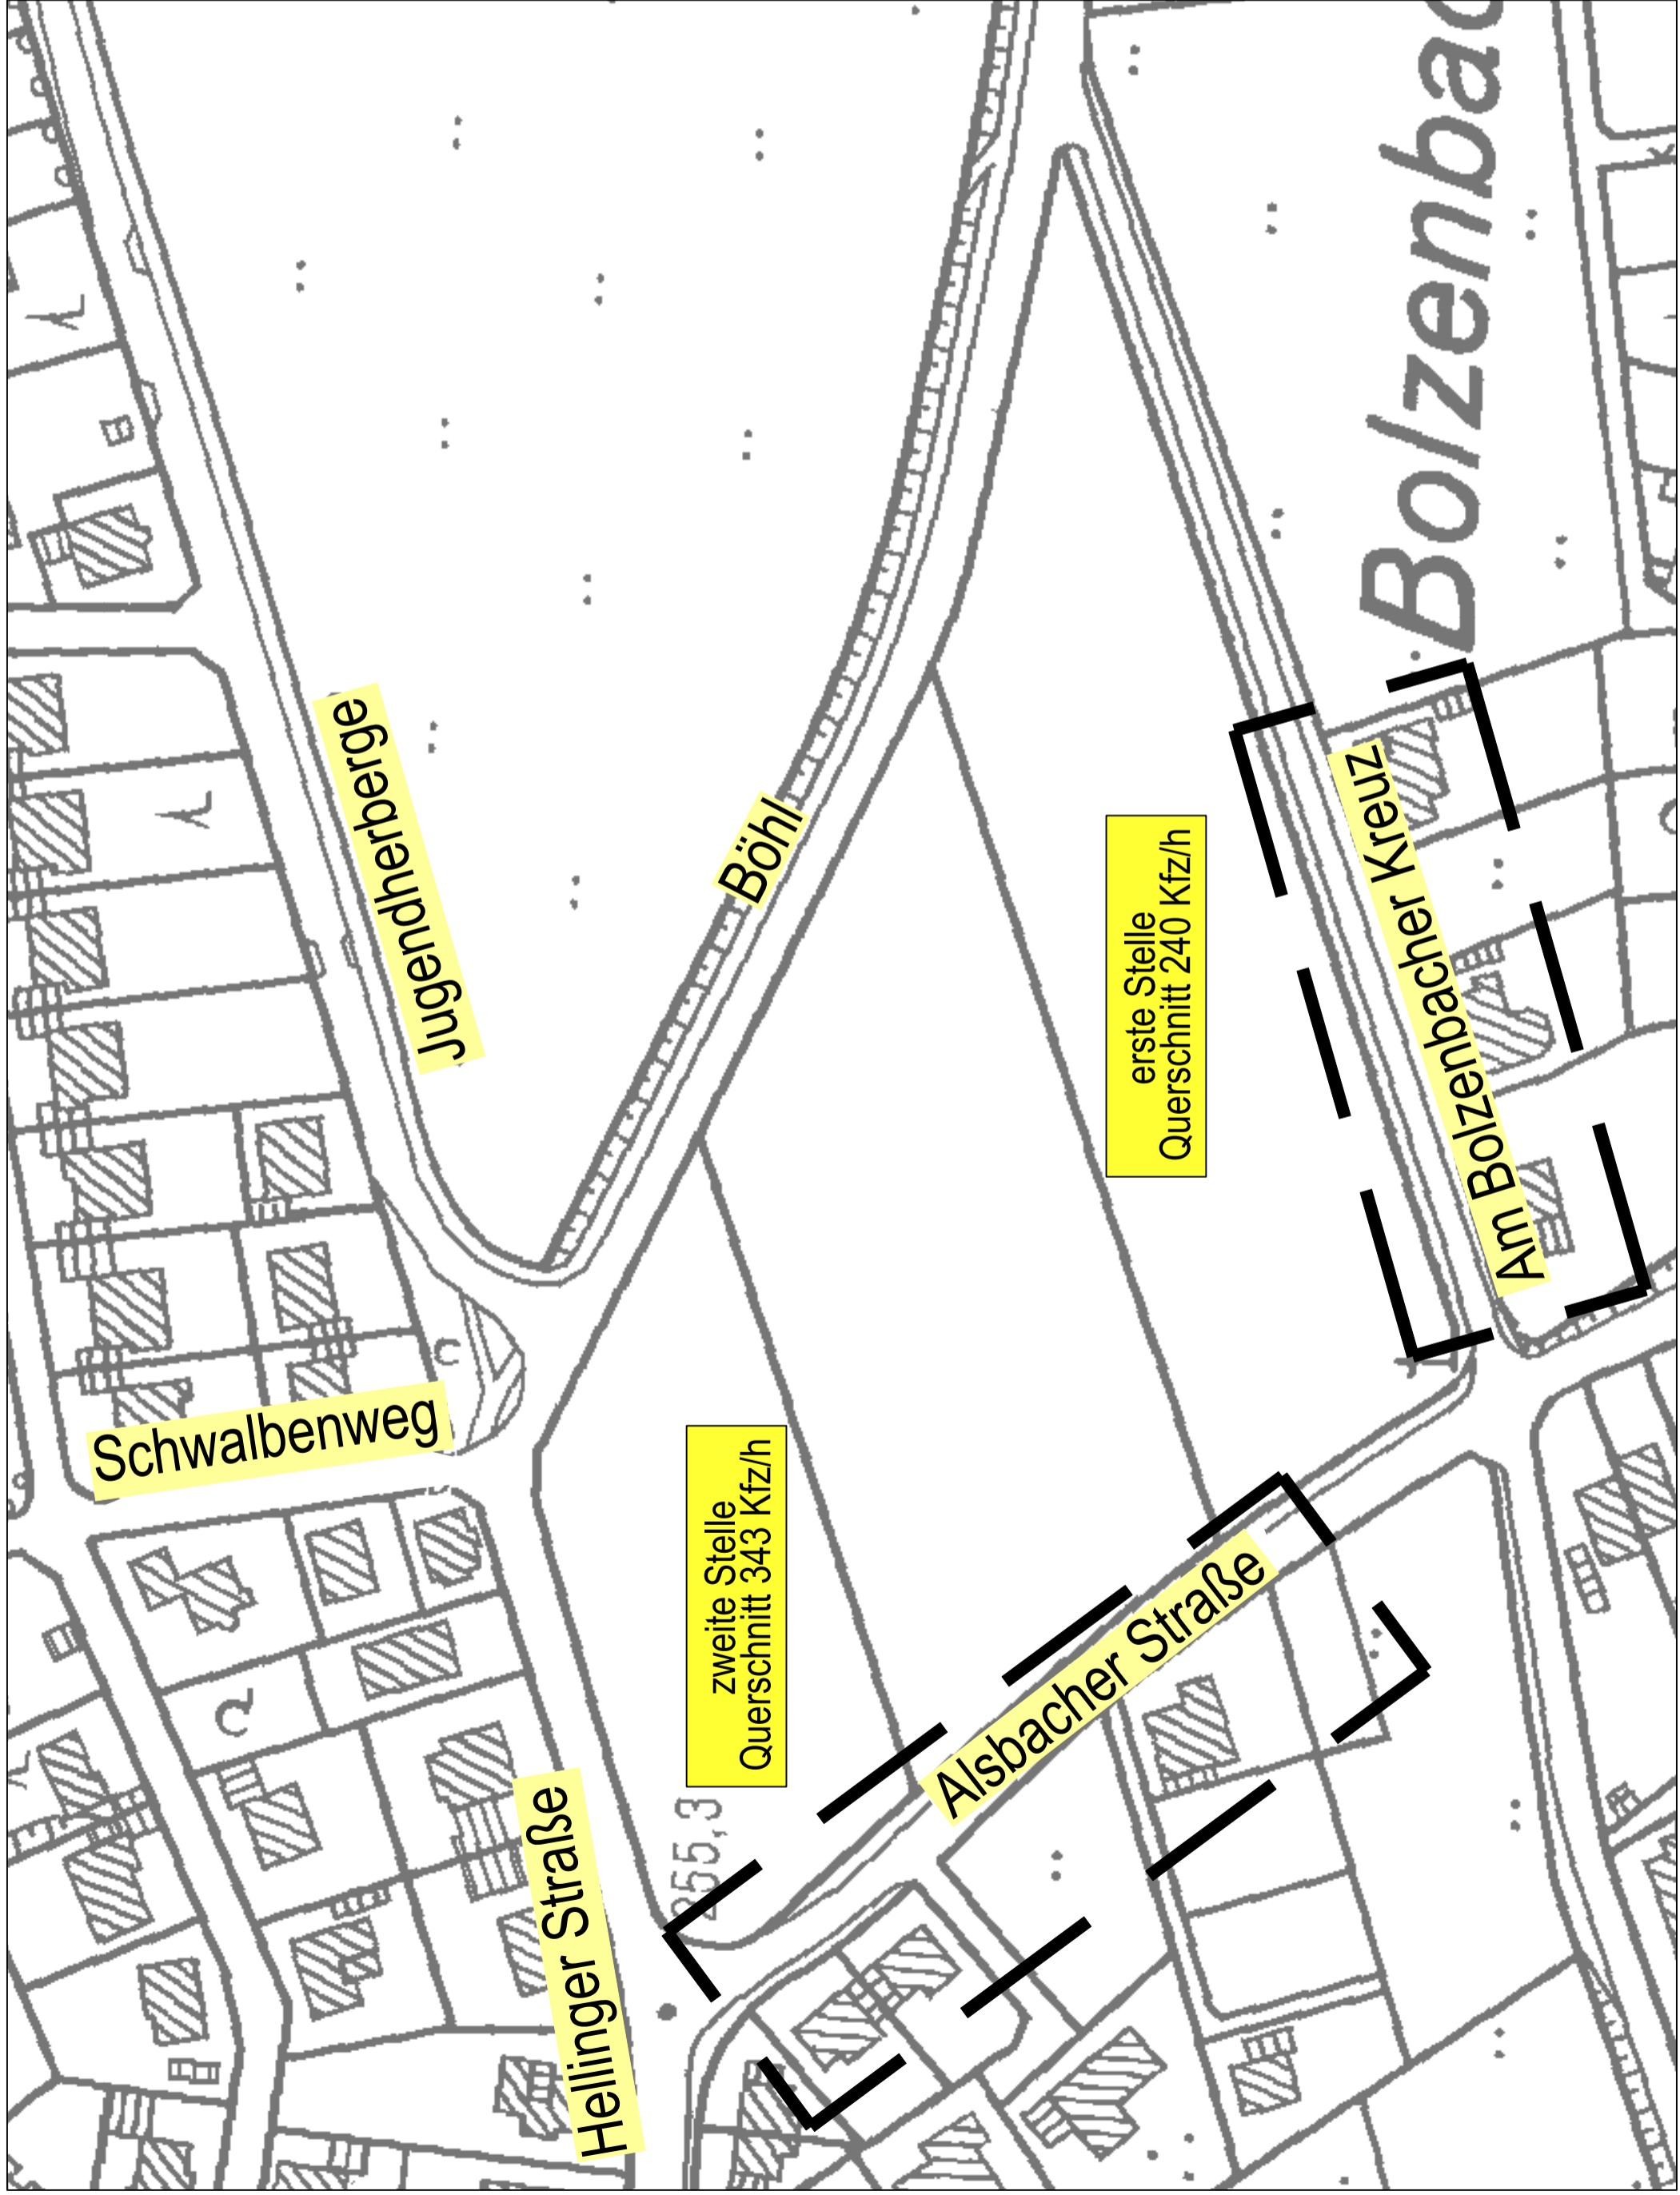 Schwalbenweg
Jugendherberge
Böhl
Hellinger Straße
zweite Stelle
Querschnitt 343 Kfz/h
erste Stelle
Querschnitt 240 Kfz/h
Alsbacher Straße
Am Bolzenbacher Kreuz
255,3